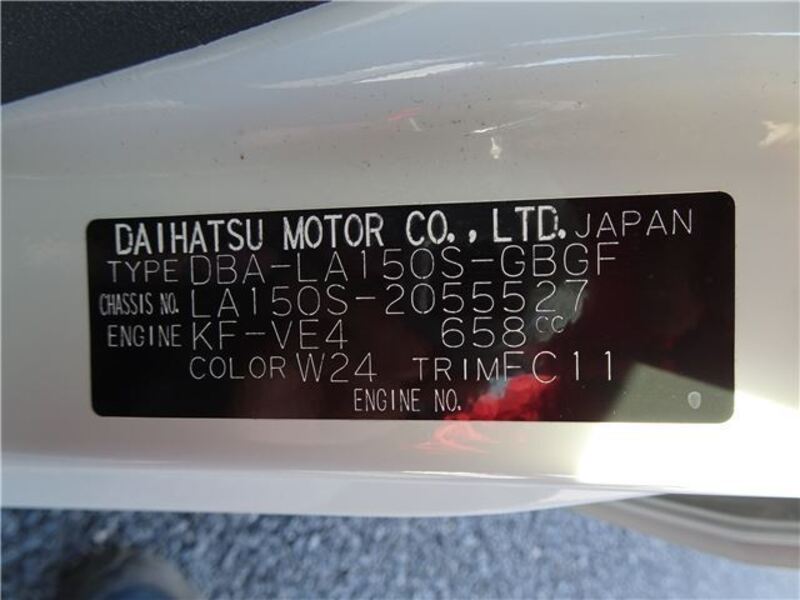 DAIHATSU MOTOR CO., LTD. JAPAN
TYPE DBA-LA150S-GBGF
CHASSIS NO. LA150S-2055527
ENGINE KF-VE4 658CC
COLOR W24 TRIM FC11
ENGINE NO.